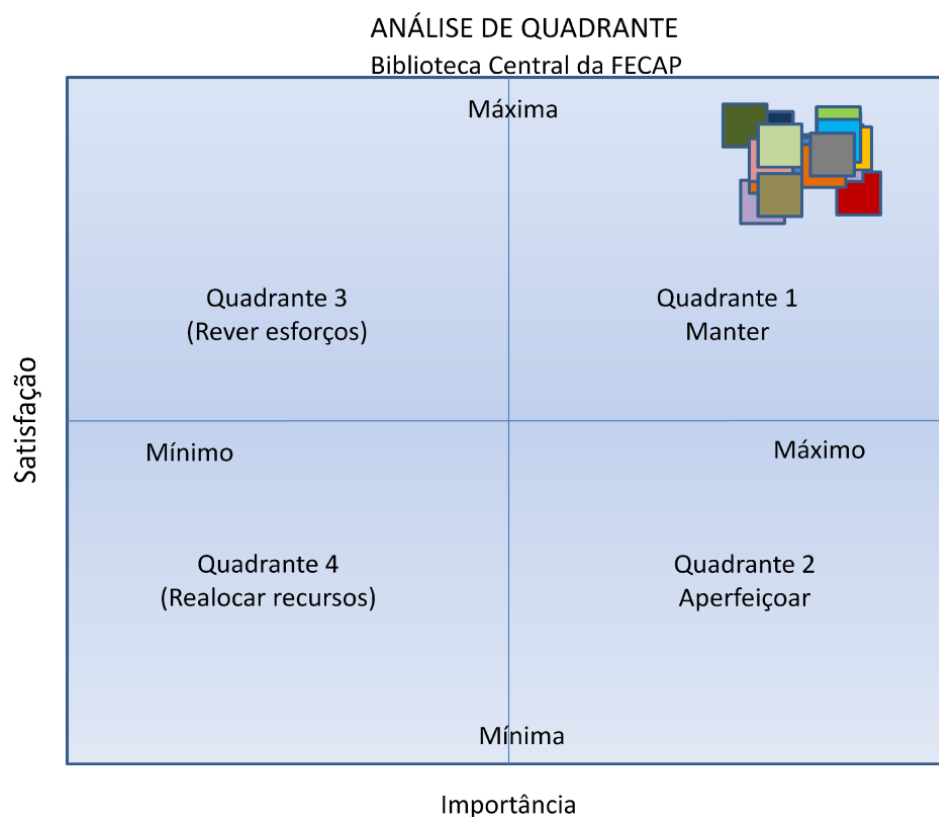 ANÁLISE DE QUADRANTE
Biblioteca Central da FECAP
Máxima
Quadrante 3
(Rever esforços)
Quadrante 1
Manter
Satisfação
Mínimo
Máximo
Quadrante 4
(Realocar recursos)
Quadrante 2
Aperfeiçoar
Mínima
Importância